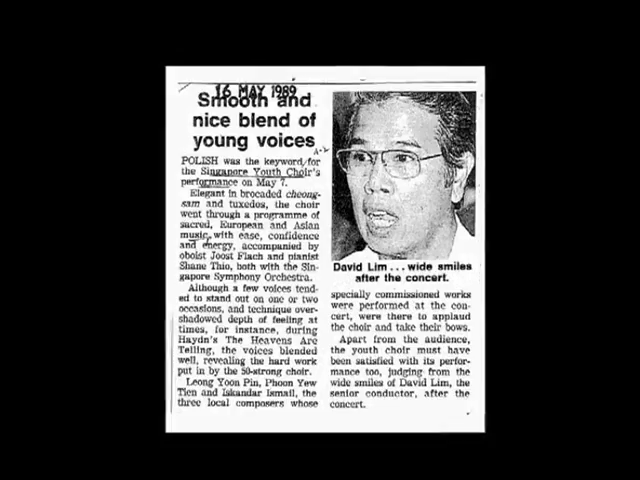 16 MAY 1989
Smooth and
nice blend of
young voices
A-2
POLISH was the keyword for
the Singapore Youth Choir's
performance on May 7.
Elegant in brocaded cheong-
sam and tuxedos, the choir
went through a programme of
sacred, European and Asian
music with ease, confidence
and energy, accompanied by
oboist Joost Flach and pianist
Shane Thio, both with the Sin-
gapore Symphony Orchestra.
Although a few voices tend-
ed to stand out on one or two
occasions, and technique over-
shadowed depth of feeling at
times, for instance, during
Haydn's The Heavens Are
Telling, the voices blended
well, revealing the hard work
put in by the 50-strong choir.
Leong Yoon Pin, Phoon Yew
Tien and Iskandar Ismail, the
three local composers whose
David Lim ... wide smiles
after the concert.
specially commissioned works
were performed at the con-
cert, were there to applaud
the choir and take their bows.
Apart from the audience,
the youth choir must have
been satisfied with its perfor-
mance too, judging from the
wide smiles of David Lim, the
senior conductor, after the
concert.